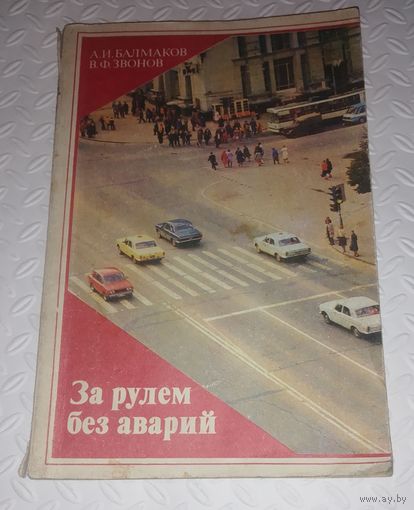 А.И.БАЛМАКОВ
В.Ф.ЗВОНОВ
За рулем
без аварий
www.ay.by